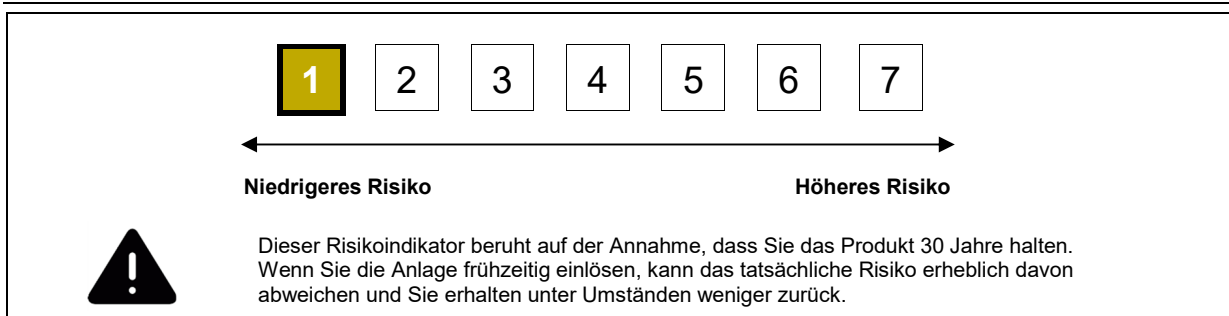 1 2 3 4 5 6 7
Niedrigeres Risiko Höheres Risiko
Dieser Risikoindikator beruht auf der Annahme, dass Sie das Produkt 30 Jahre halten.
Wenn Sie die Anlage frühzeitig einlösen, kann das tatsächliche Risiko erheblich davon
abweichen und Sie erhalten unter Umständen weniger zurück.